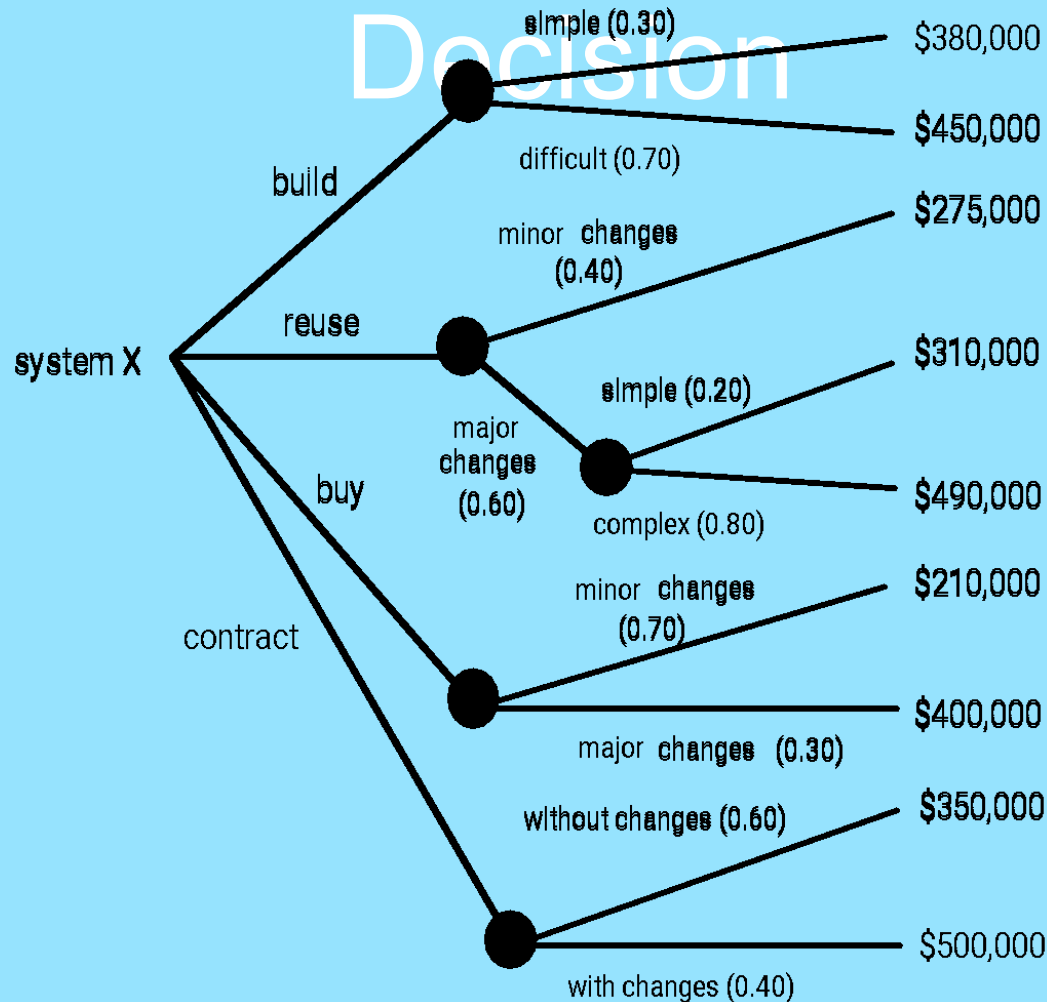 Decision
simple (0.30)
$380,000
$450,000
difficult (0.70)
build
$275,000
minor changes
(0.40)
reuse
system X
$310,000
simple (0.20)
major
changes
(0.60)
$490,000
complex (0.80)
buy
minor changes
(0.70)
$210,000
contract
$400,000
major changes (0.30)
$350,000
without changes (0.60)
$500,000
with changes (0.40)